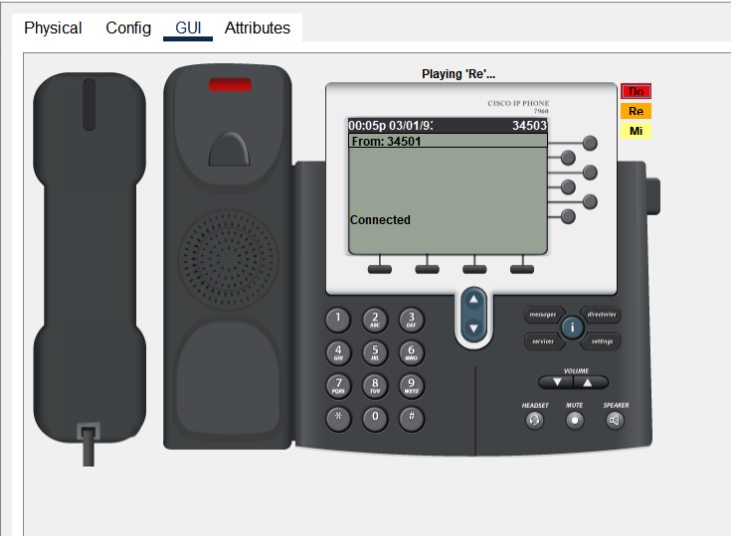 Physical Config GUI Attributes
Playing 'Re'...
CISCO IP PHONE
7960
Do
Re
Mi
00:05p 03/01/9
34503
From: 34501
Connected
1
2
ABC
3
DEF
4
GHI
5
JKL
6
MNO
7
PQRS
8
TUV
9
WXYZ
*
0
#
messages
directories
i
services
settings
VOLUME
HEADSET
MUTE
SPEAKER